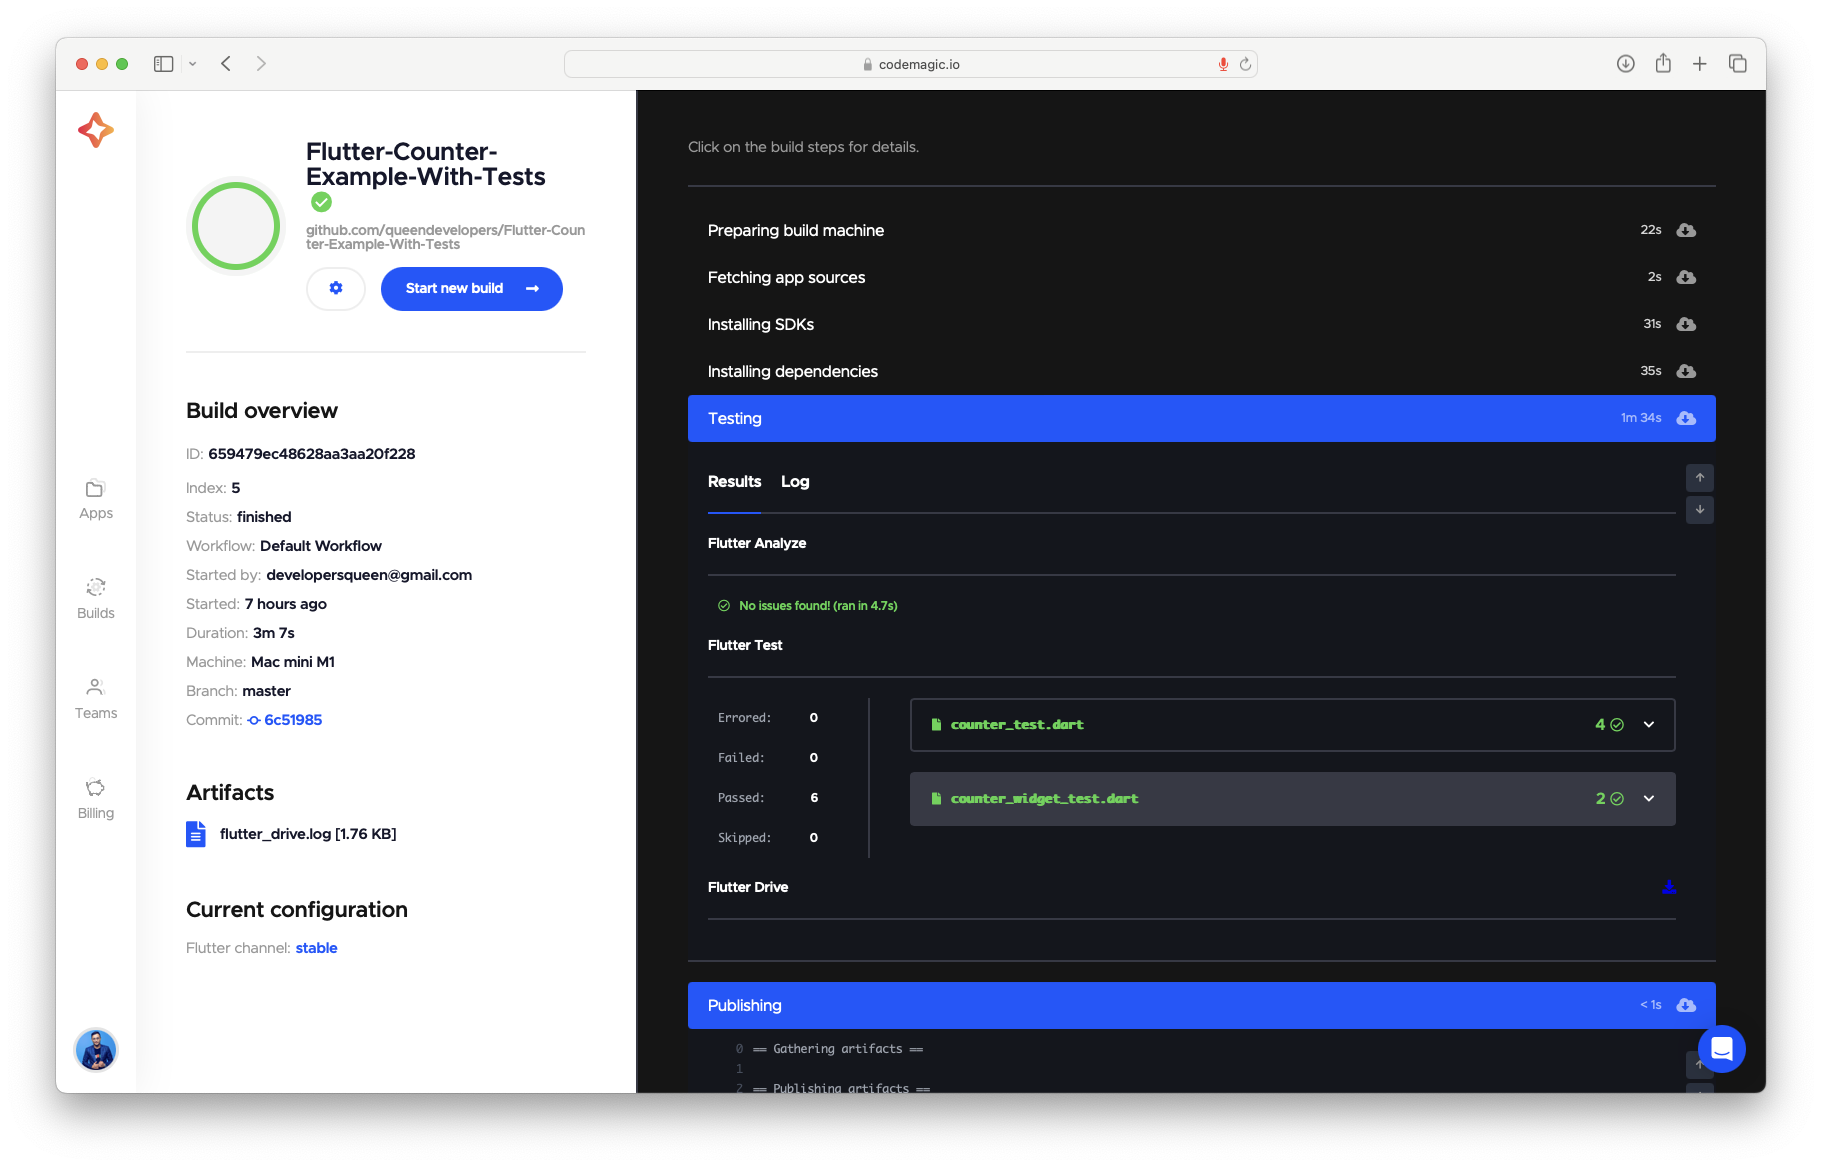 codemagic.io
Flutter-Counter-
Example-With-Tests
github.com/queendevelopers/Flutter-Coun
ter-Example-With-Tests
Start new build
Build overview
ID: 659479ec48628aa3aa20f228
Index: 5
Status: finished
Workflow: Default Workflow
Started by: developersqueen@gmail.com
Started: 7 hours ago
Duration: 3m 7s
Machine: Mac mini M1
Branch: master
Commit: 6c51985
Artifacts
flutter_drive.log [1.76 KB]
Current configuration
Flutter channel: stable
Apps
Builds
Teams
Billing
Click on the build steps for details.
Preparing build machine 22s
Fetching app sources 2s
Installing SDKs 31s
Installing dependencies 35s
Testing 1m 34s
Results Log
Flutter Analyze
No issues found! (ran in 4.7s)
Flutter Test
Errored: 0
Failed: 0
Passed: 6
Skipped: 0
counter_test.dart 4
counter_widget_test.dart 2
Flutter Drive
Publishing < 1s
0 == Gathering artifacts ==
1
2 == Publishing artifacts ==